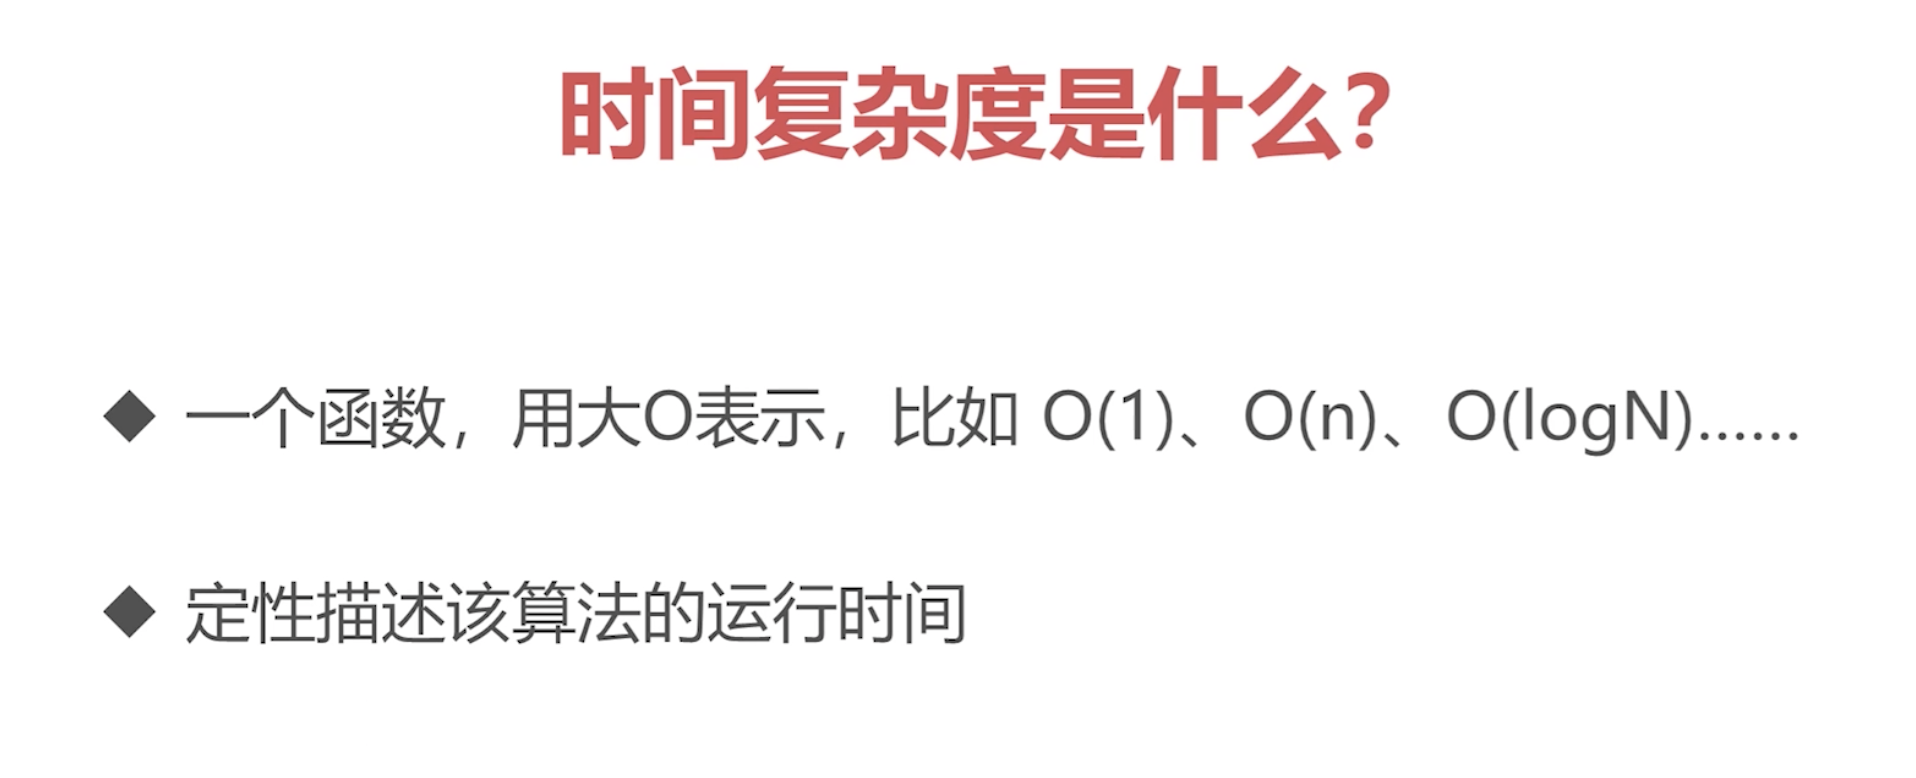 时间复杂度是什么？
◆ 一个函数，用大O表示，比如 O(1)、O(n)、O(logN)......
◆ 定性描述该算法的运行时间